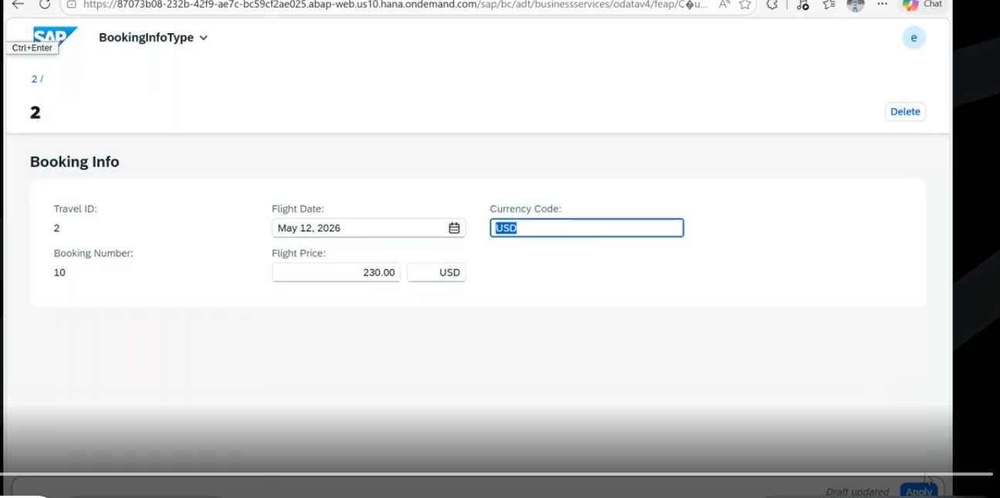 https://87073b08-232b-42f9-ae7c-bc59cf2ae025.abap-web.us10.hana.ondemand.com/sap/bc/adt/businessservices/odatav4/feap/C�u... Chat
SAP BookingInfoType e
Ctrl+Enter
2 /
2 Delete
Booking Info
Travel ID: Flight Date: Currency Code:
2 May 12, 2026 USD
Booking Number: Flight Price:
10 230.00 USD
Draft updated Apply